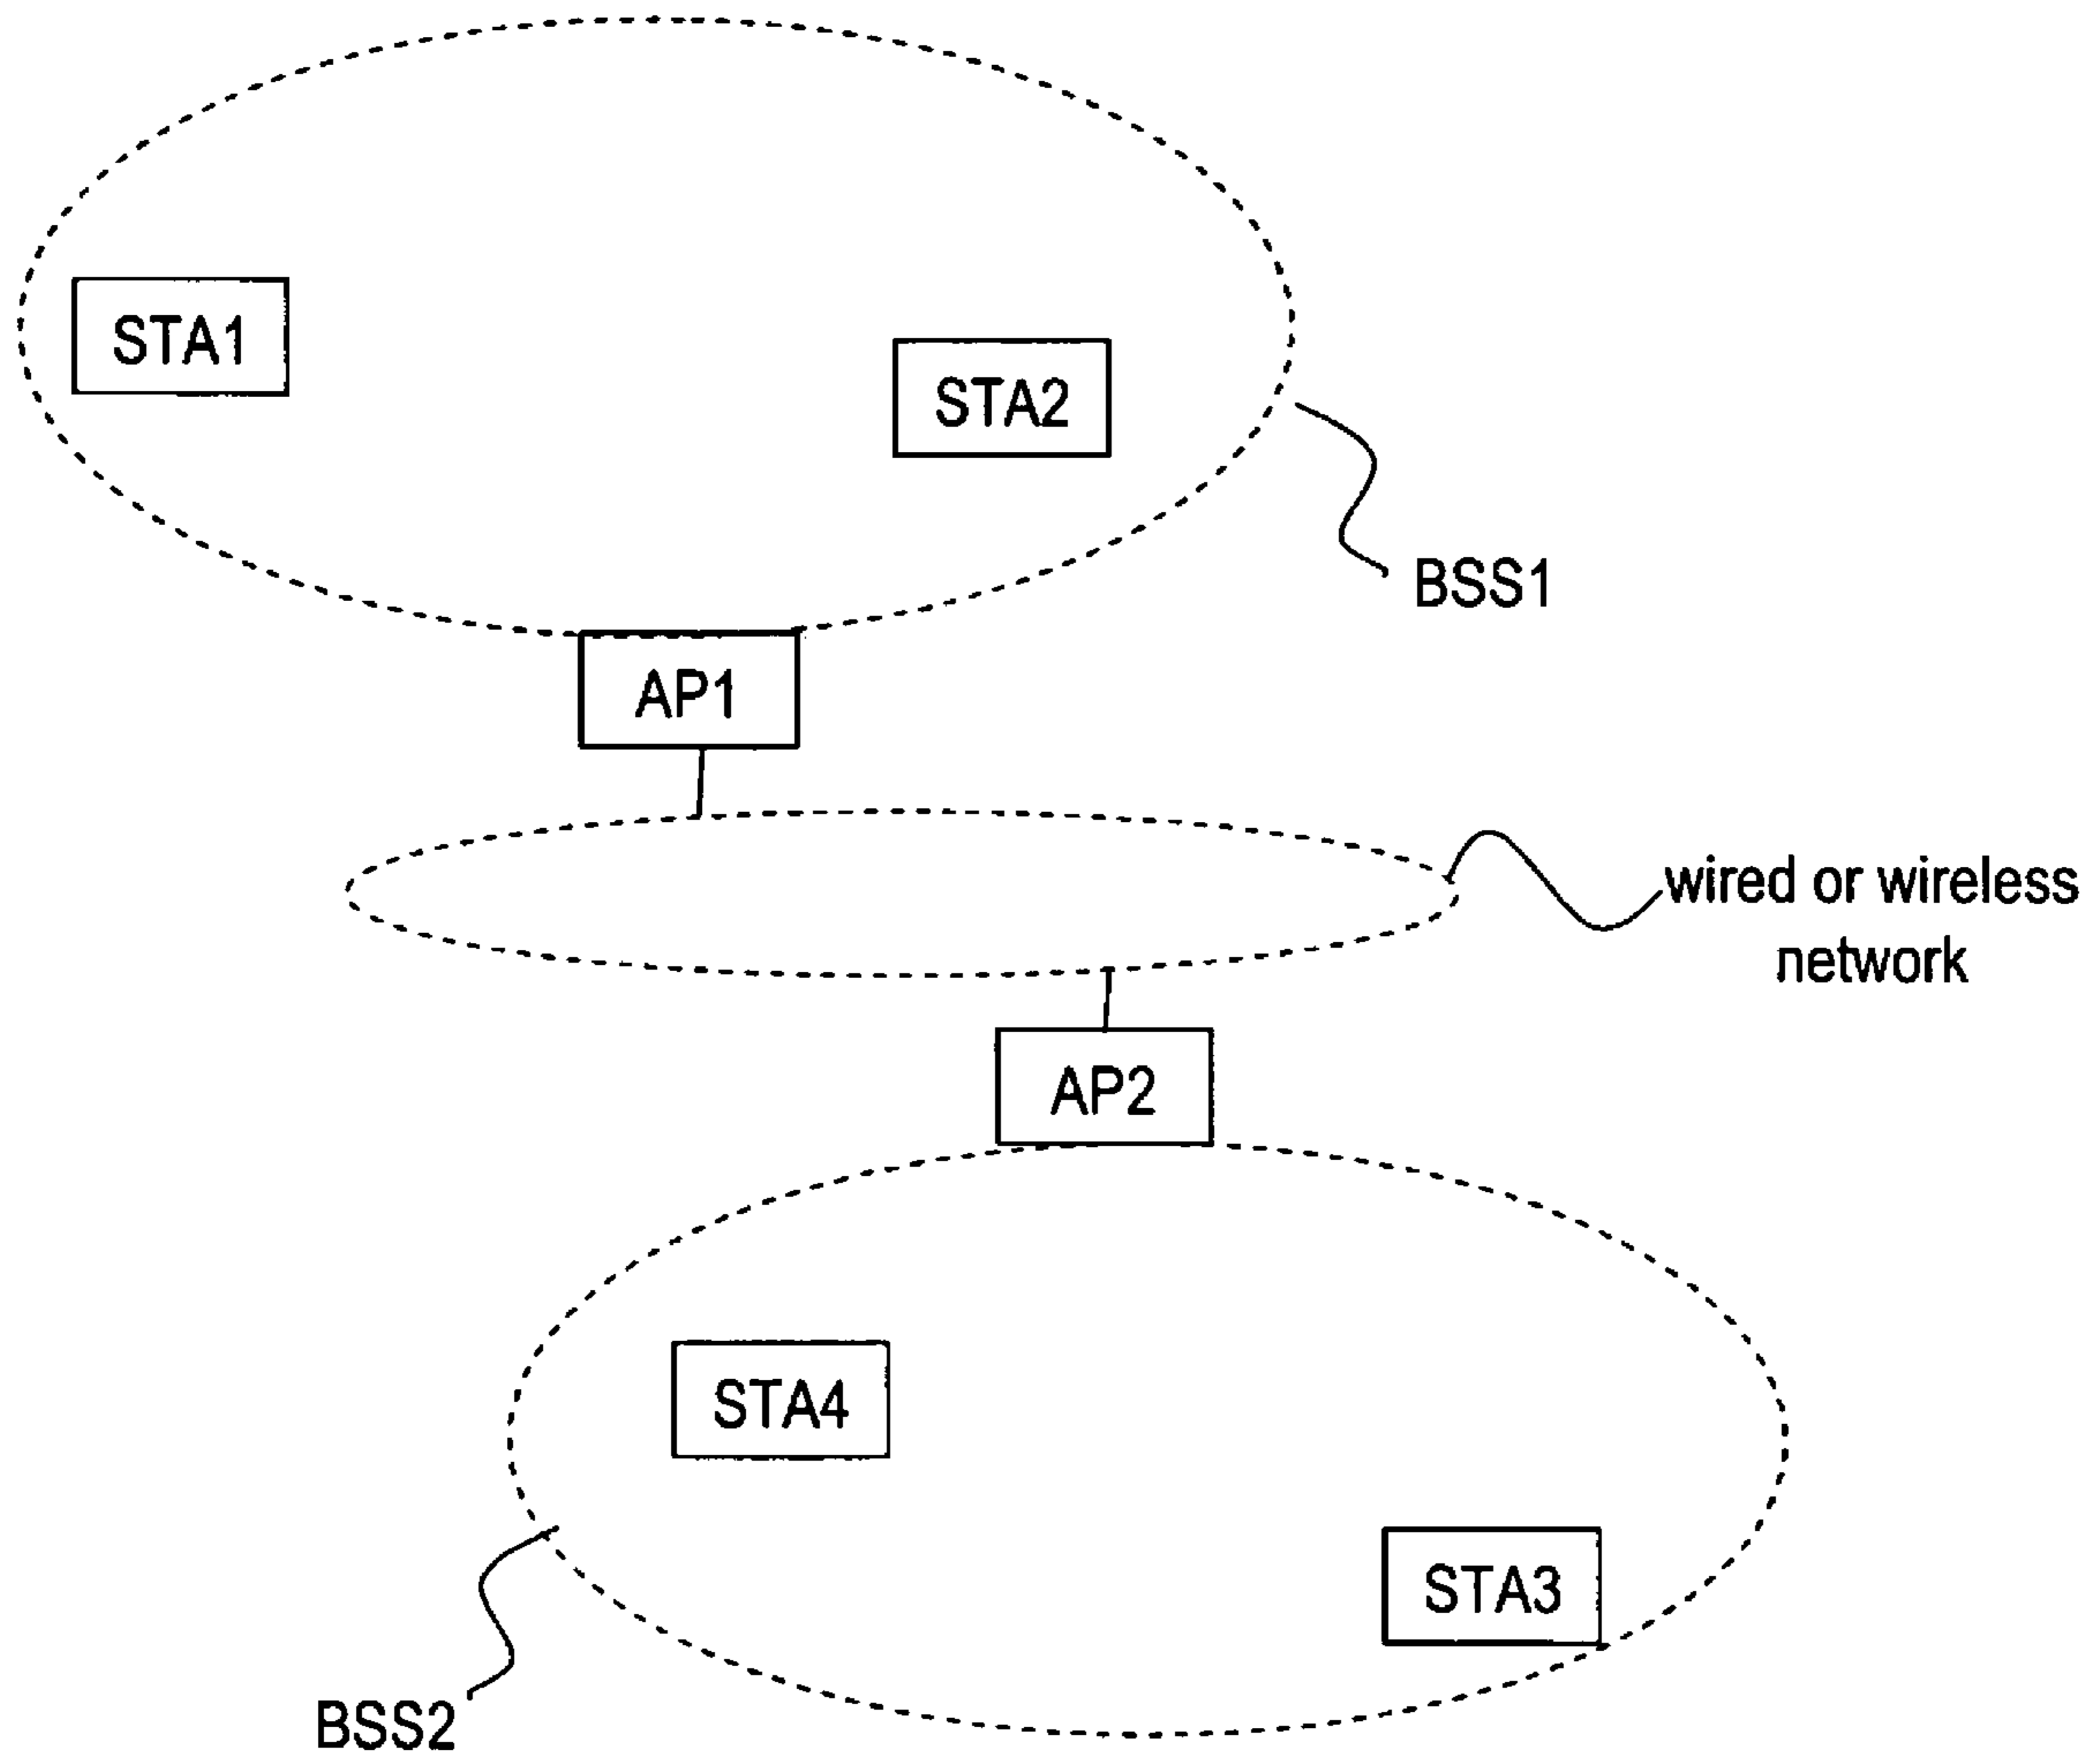 STA1
STA2
BSS1
AP1
wired or wireless
network
AP2
STA4
STA3
BSS2